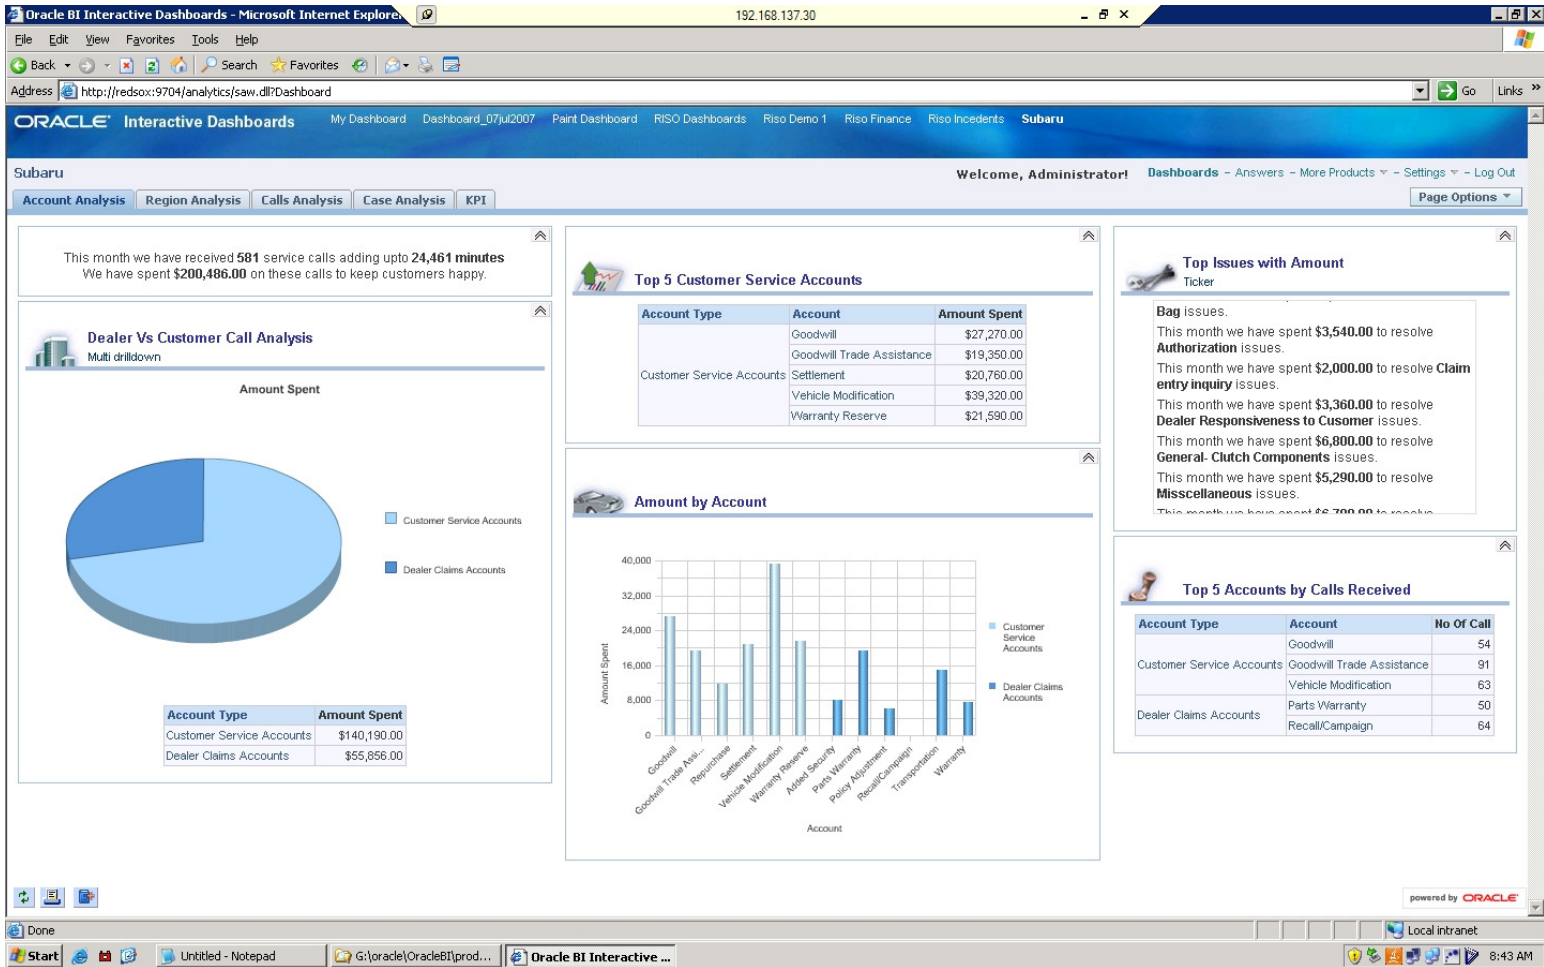 Oracle BI Interactive Dashboards - Microsoft Internet Explorer
192.168.137.30
File Edit View Favorites Tools Help
Back Search Favorites
Address http://redsox:9704/analytics/saw.dll?Dashboard Go Links »
ORACLE Interactive Dashboards My Dashboard Dashboard_07jul2007 Paint Dashboard RISO Dashboards Riso Demo 1 Riso Finance Riso Incedents Subaru
Subaru Welcome, Administrator! Dashboards - Answers - More Products - Settings - Log Out
Account Analysis Region Analysis Calls Analysis Case Analysis KPI Page Options
This month we have received 581 service calls adding upto 24,461 minutes
We have spent $200,486.00 on these calls to keep customers happy.
Dealer Vs Customer Call Analysis
Multi drilldown
Amount Spent
Customer Service Accounts
Dealer Claims Accounts
Account Type Amount Spent
Customer Service Accounts $140,190.00
Dealer Claims Accounts $55,856.00
Top 5 Customer Service Accounts
Account Type Account Amount Spent
Goodwill $27,270.00
Goodwill Trade Assistance $19,350.00
Customer Service Accounts Settlement $20,760.00
Vehicle Modification $39,320.00
Warranty Reserve $21,590.00
Amount by Account
40,000
32,000
24,000
16,000
8,000
0
Amount Spent
Goodwill
Goodwill Trade Assi...
Repurchase
Settlement
Vehicle Modification
Warranty Reserve
Added Security
Parts Warranty
Policy Adjustment
Recall/Campaign
Transportation
Warranty
Account
Customer
Service
Accounts
Dealer Claims
Accounts
Top Issues with Amount
Ticker
Bag issues.
This month we have spent $3,540.00 to resolve
Authorization issues.
This month we have spent $2,000.00 to resolve Claim
entry inquiry issues.
This month we have spent $3,360.00 to resolve
Dealer Responsiveness to Cusomer issues.
This month we have spent $6,800.00 to resolve
General- Clutch Components issues.
This month we have spent $5,290.00 to resolve
Misscellaneous issues.
Top 5 Accounts by Calls Received
Account Type Account No Of Call
Goodwill 54
Customer Service Accounts Goodwill Trade Assistance 91
Vehicle Modification 63
Dealer Claims Accounts Parts Warranty 50
Recall/Campaign 64
powered by ORACLE
Done Local intranet
Start Untitled - Notepad G:\oracle\OracleBI\prod... Oracle BI Interactive ... 8:43 AM